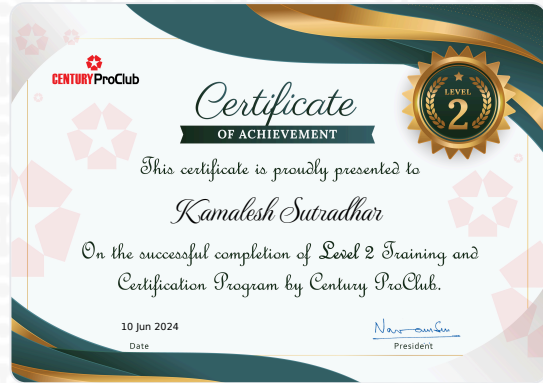 CENTURY ProClub
Certificate
OF ACHIEVEMENT
LEVEL
2
This certificate is proudly presented to
Kamalesh Sutradhar
On the successful completion of Level 2 Training and
Certification Program by Century ProClub.
10 Jun 2024
Date
President